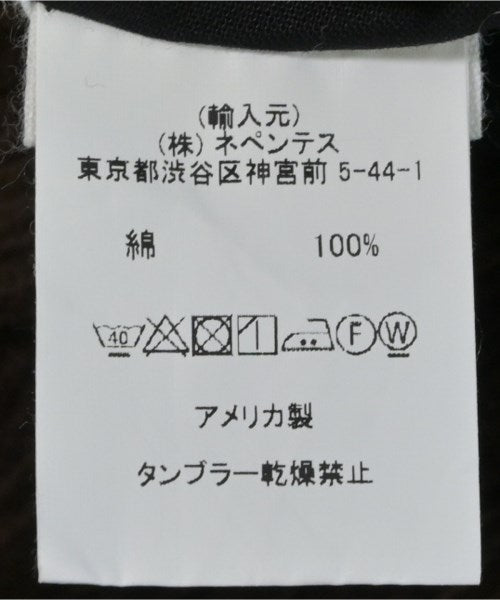 (輸入元)
(株) ネペンテス
東京都渋谷区神宮前 5-44-1
綿 100%
40 F W
アメリカ製
タンブラー乾燥禁止